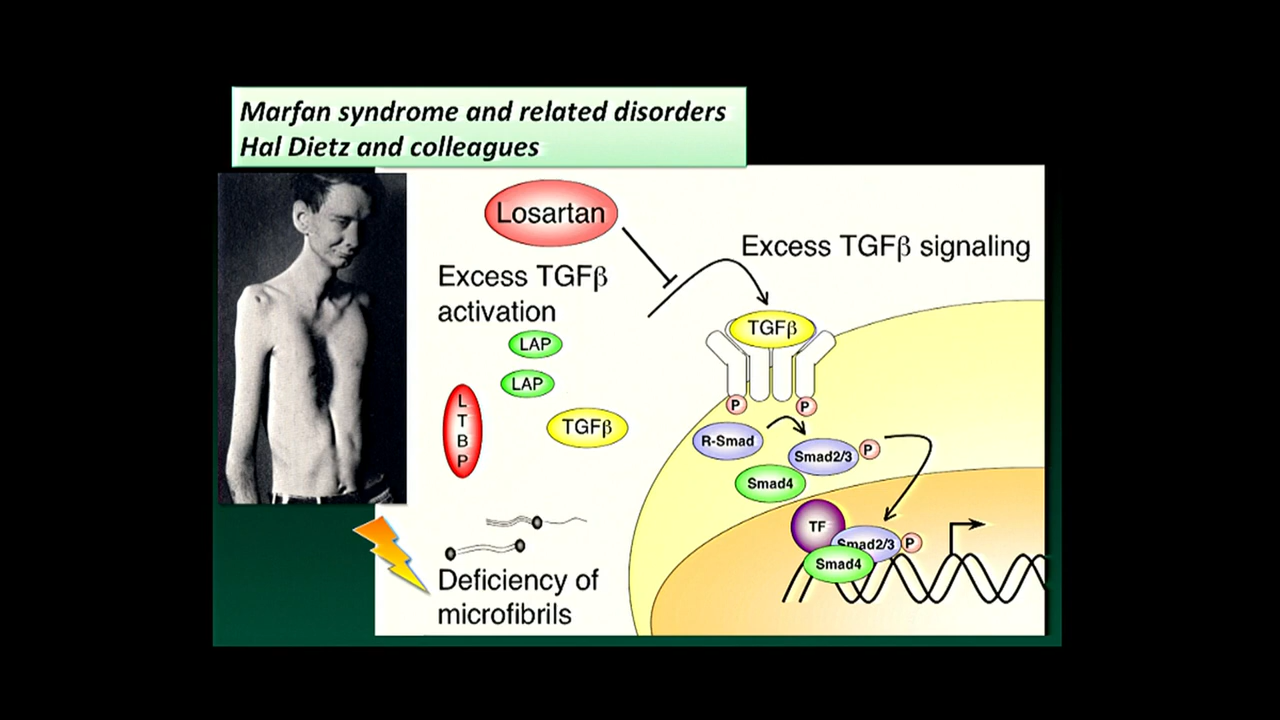 Marfan syndrome and related disorders
Hal Dietz and colleagues
Losartan
Excess TGFβ
activation
Excess TGFβ signaling
LAP
LAP
LTBP
TGFβ
TGFβ
P
P
R-Smad
Smad2/3
P
Smad4
TF
Smad2/3
P
Smad4
Deficiency of
microfibrils